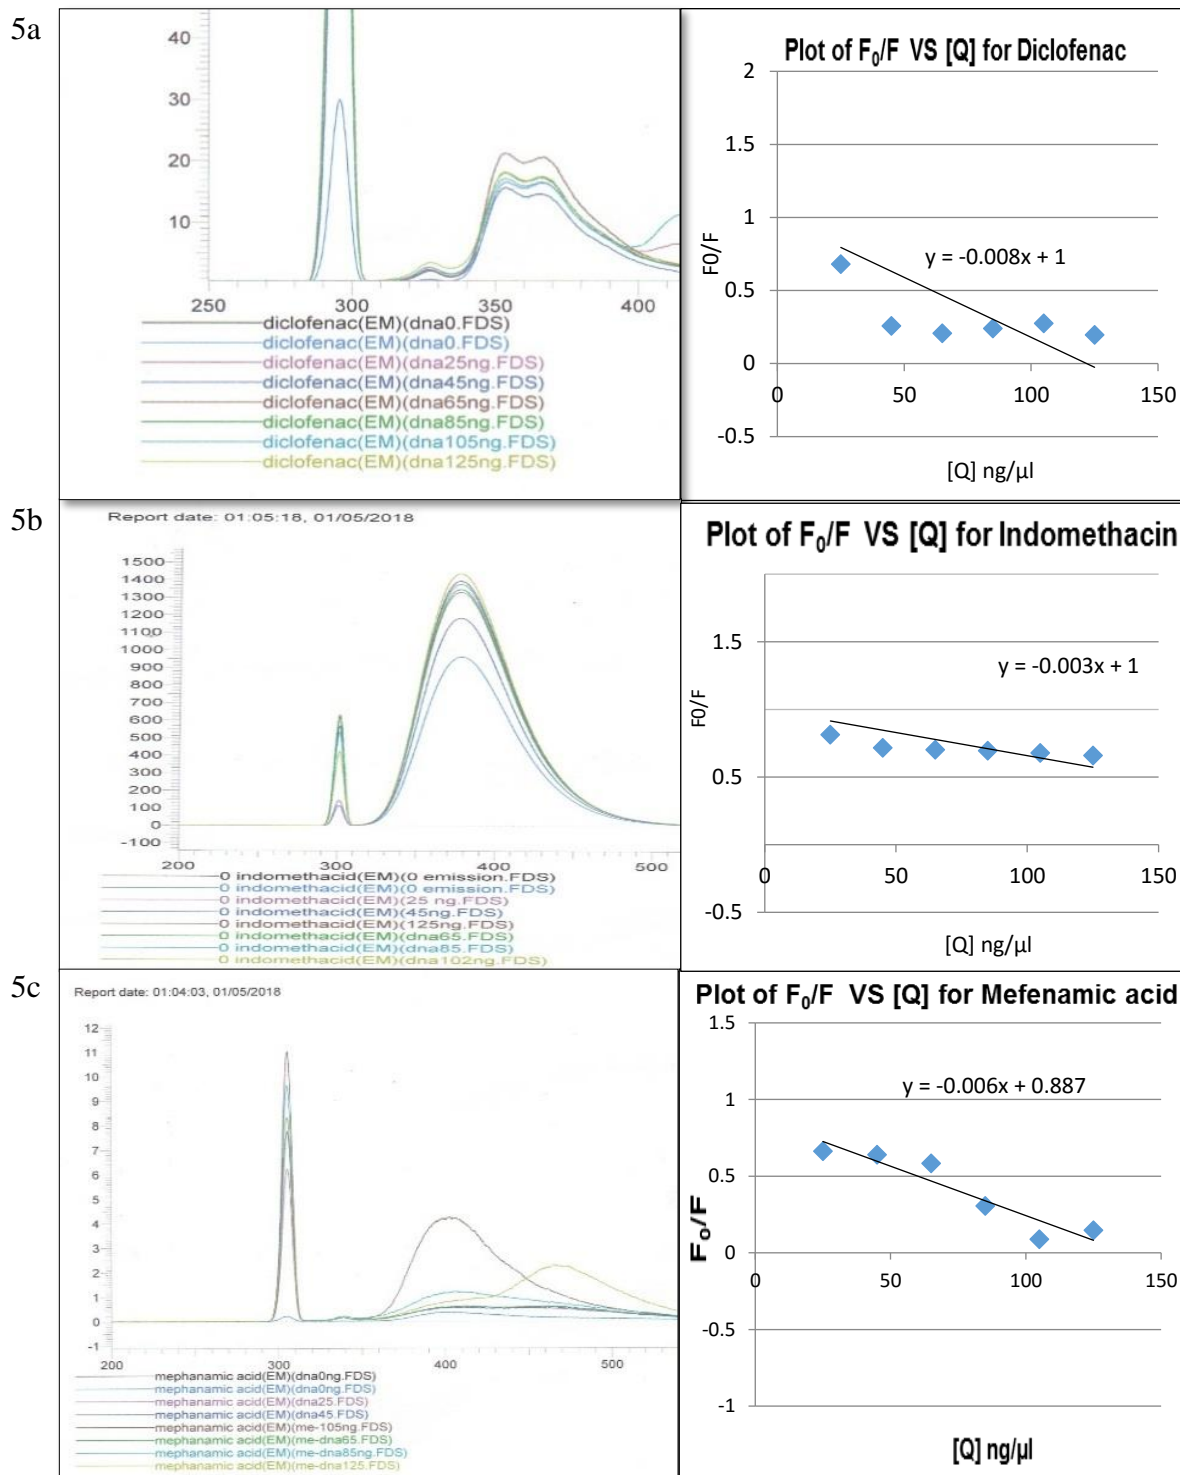 5a
40
30
20
10
250 300 350 400
diclofenac(EM)(dna0.FDS)
diclofenac(EM)(dna0.FDS)
diclofenac(EM)(dna25ng.FDS)
diclofenac(EM)(dna45ng.FDS)
diclofenac(EM)(dna65ng.FDS)
diclofenac(EM)(dna85ng.FDS)
diclofenac(EM)(dna105ng.FDS)
diclofenac(EM)(dna125ng.FDS)
Plot of F₀/F VS [Q] for Diclofenac
2
1.5
1
0.5
0
-0.5
F0/F
y = -0.008x + 1
0 50 100 150
[Q] ng/µl
5b
Report date: 01:05:18, 01/05/2018
1500
1400
1300
1200
1100
1000
900
800
700
600
500
400
300
200
100
0
-100
200 300 400 500
0 indomethacid(EM)(0 emission.FDS)
0 indomethacid(EM)(0 emission.FDS)
0 indomethacid(EM)(25 ng.FDS)
0 indomethacid(EM)(45ng.FDS)
0 indomethacid(EM)(125ng.FDS)
0 indomethacid(EM)(dna65.FDS)
0 indomethacid(EM)(dna85.FDS)
0 indomethacid(EM)(dna102ng.FDS)
Plot of F₀/F VS [Q] for Indomethacin
1.5
0.5
-0.5
F0/F
y = -0.003x + 1
0 50 100 150
[Q] ng/µl
5c
Report date: 01:04:03, 01/05/2018
12
11
10
9
8
7
6
5
4
3
2
1
0
-1
200 300 400 500
mephanamic acid(EM)(dna0ng.FDS)
mephanamic acid(EM)(dna0ng.FDS)
mephanamic acid(EM)(dna25.FDS)
mephanamic acid(EM)(dna45.FDS)
mephanamic acid(EM)(me-105ng.FDS)
mephanamic acid(EM)(me-dna65.FDS)
mephanamic acid(EM)(me-dna85ng.FDS)
mephanamic acid(EM)(me-dna125.FDS)
Plot of F₀/F VS [Q] for Mefenamic acid
1.5
1
0.5
0
-0.5
-1
F₀/F
y = -0.006x + 0.887
0 50 100 150
[Q] ng/µl